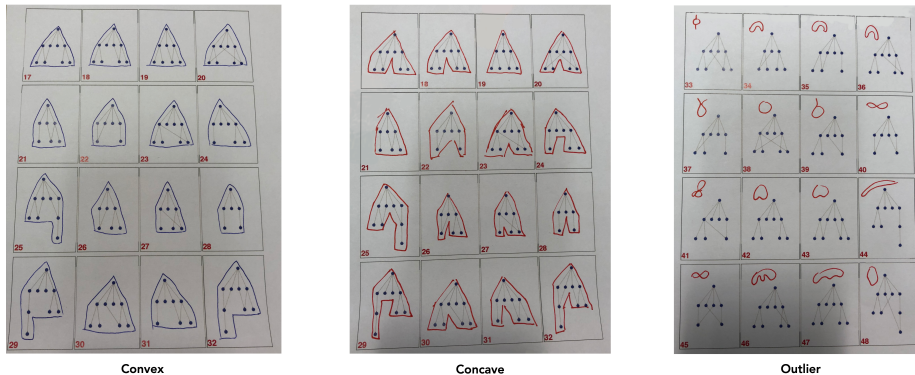 17 18 19 20
21 22 23 24
25 26 27 28
29 30 31 32
Convex
18 19 20
21 22 23 24
25 26 27 28
29 30 31 32
Concave
33 34 35 36
37 38 39 40
41 42 43 44
45 46 47 48
Outlier